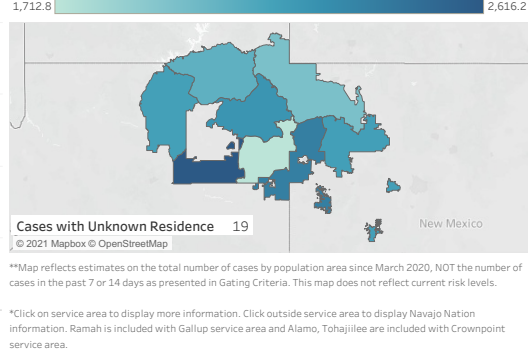 1,712.8 2,616.2
New Mexico
Cases with Unknown Residence 19
© 2021 Mapbox © OpenStreetMap
**Map reflects estimates on the total number of cases by population area since March 2020, NOT the number of
cases in the past 7 or 14 days as presented in Gating Criteria. This map does not reflect current risk levels.
*Click on service area to display more information. Click outside service area to display Navajo Nation
information. Ramah is included with Gallup service area and Alamo, Tohajiilee are included with Crownpoint
service area.